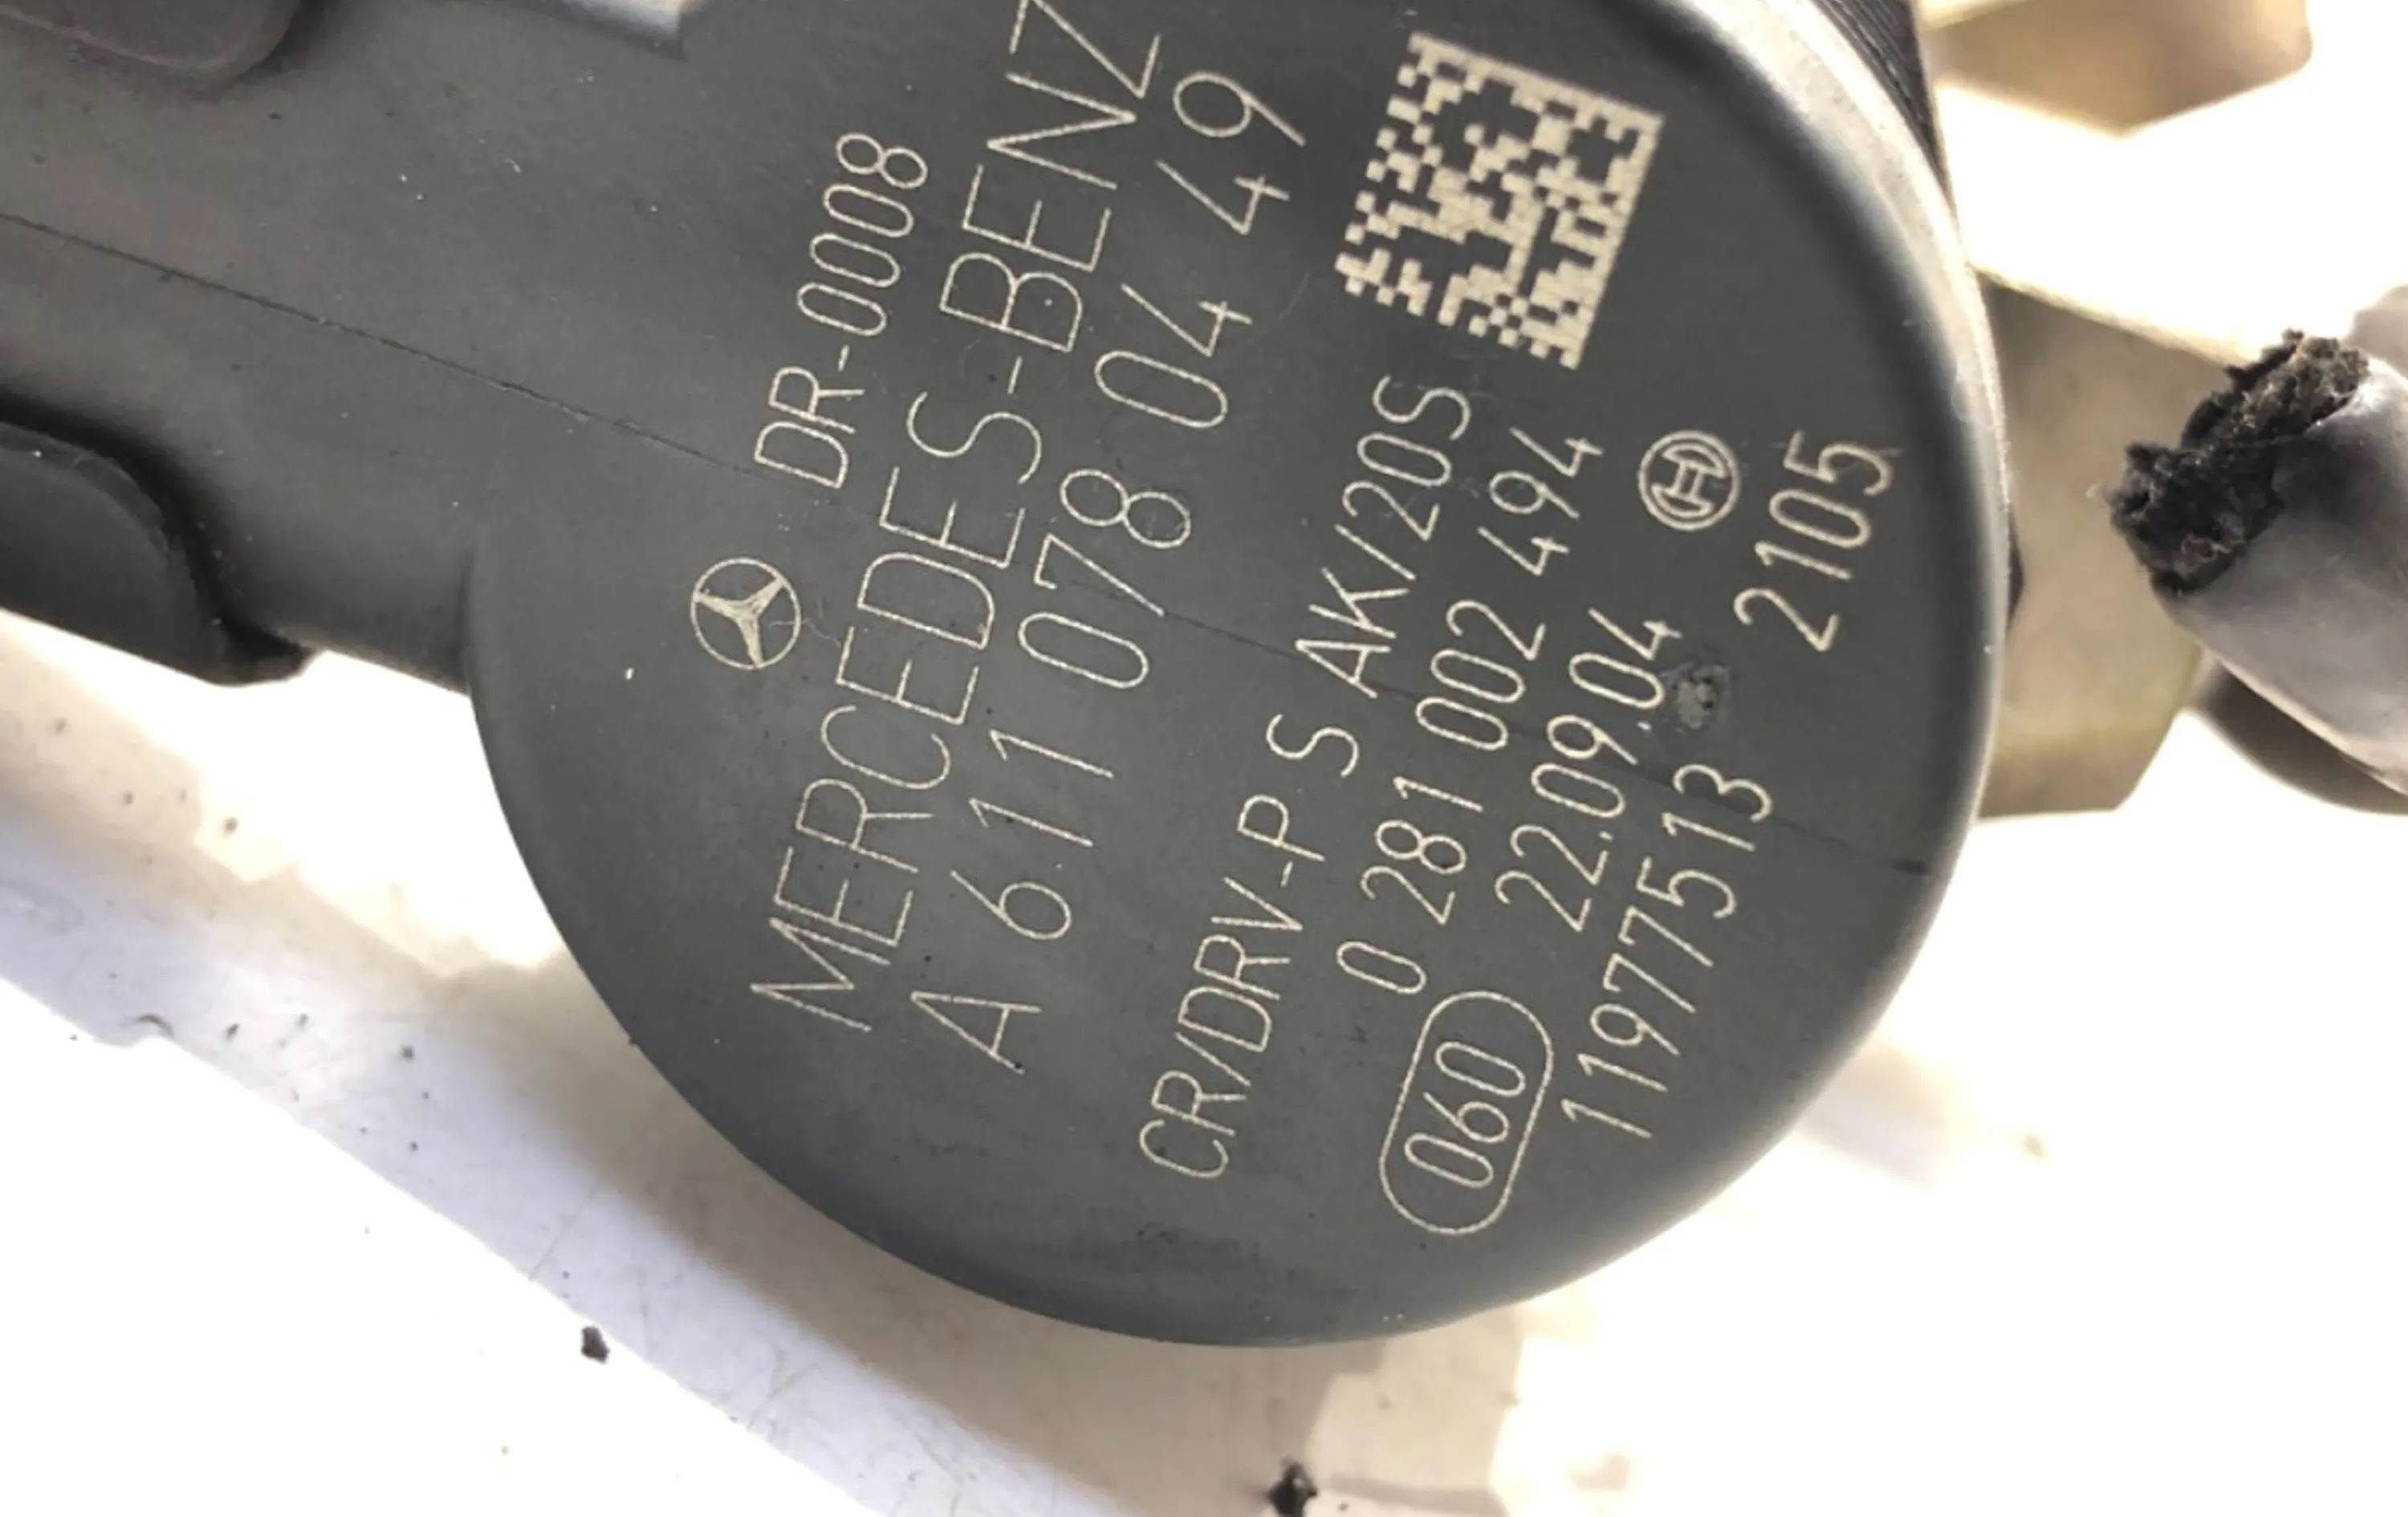 DR-0008
MERCEDES-BENZ
A 611 078 04 49
CR/DRV-P S AK/20S
0 281 002 494
060 22.09.04
11977513 2105